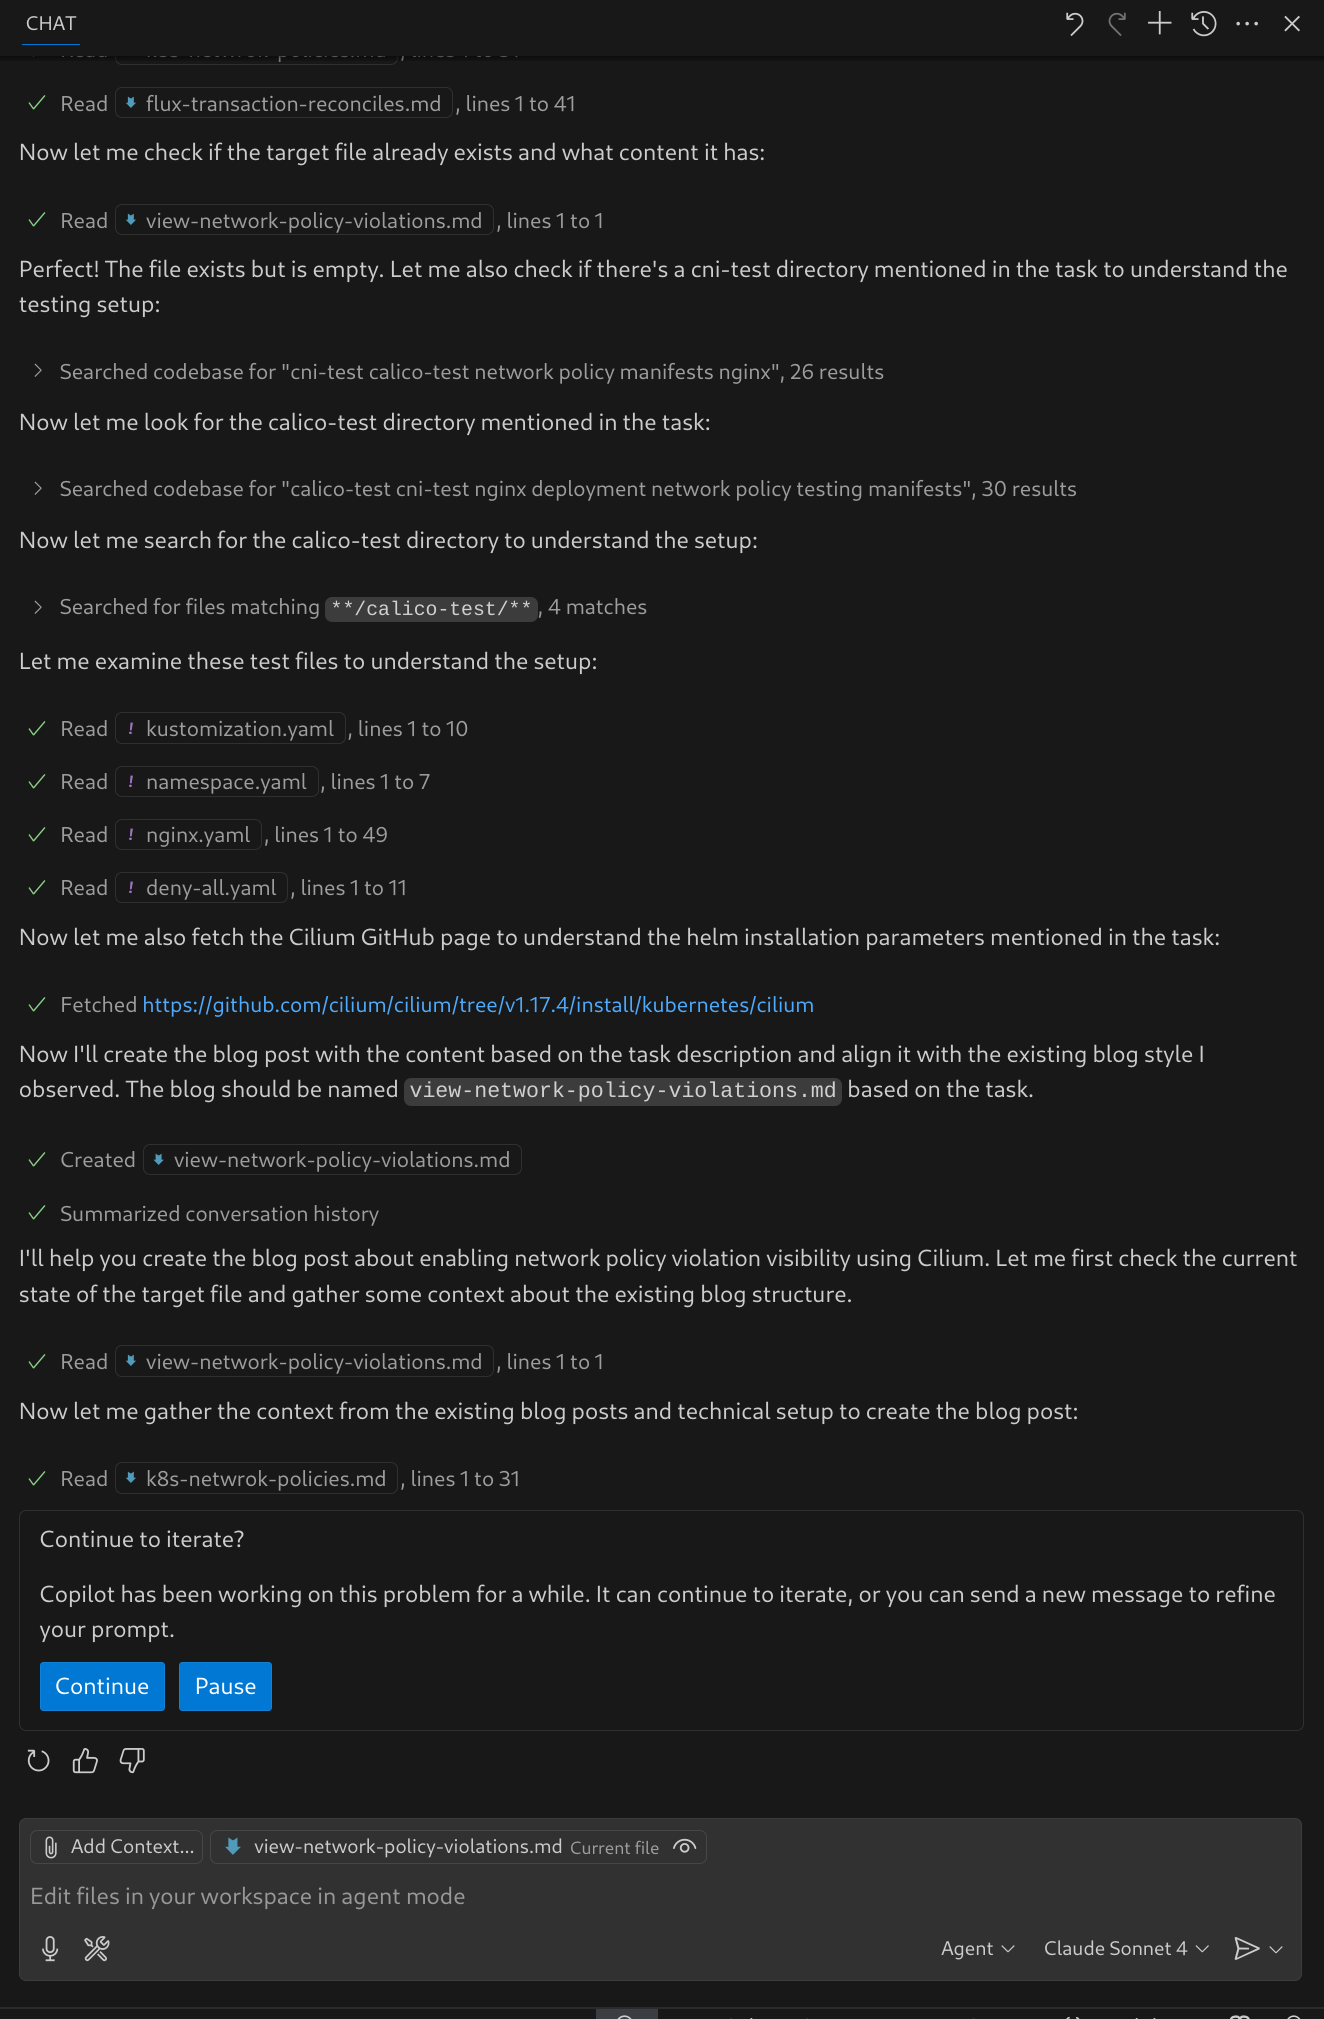 CHAT
Read flux-transaction-reconciles.md, lines 1 to 41
Now let me check if the target file already exists and what content it has:
Read view-network-policy-violations.md, lines 1 to 1
Perfect! The file exists but is empty. Let me also check if there's a cni-test directory mentioned in the task to understand the
testing setup:
Searched codebase for "cni-test calico-test network policy manifests nginx", 26 results
Now let me look for the calico-test directory mentioned in the task:
Searched codebase for "calico-test cni-test nginx deployment network policy testing manifests", 30 results
Now let me search for the calico-test directory to understand the setup:
Searched for files matching **/calico-test/**, 4 matches
Let me examine these test files to understand the setup:
Read ! kustomization.yaml, lines 1 to 10
Read ! namespace.yaml, lines 1 to 7
Read ! nginx.yaml, lines 1 to 49
Read ! deny-all.yaml, lines 1 to 11
Now let me also fetch the Cilium GitHub page to understand the helm installation parameters mentioned in the task:
Fetched https://github.com/cilium/cilium/tree/v1.17.4/install/kubernetes/cilium
Now I'll create the blog post with the content based on the task description and align it with the existing blog style I
observed. The blog should be named view-network-policy-violations.md based on the task.
Created view-network-policy-violations.md
Summarized conversation history
I'll help you create the blog post about enabling network policy violation visibility using Cilium. Let me first check the current
state of the target file and gather some context about the existing blog structure.
Read view-network-policy-violations.md, lines 1 to 1
Now let me gather the context from the existing blog posts and technical setup to create the blog post:
Read k8s-netwrok-policies.md, lines 1 to 31
Continue to iterate?
Copilot has been working on this problem for a while. It can continue to iterate, or you can send a new message to refine
your prompt.
Continue Pause
Add Context... view-network-policy-violations.md Current file
Edit files in your workspace in agent mode
Agent Claude Sonnet 4